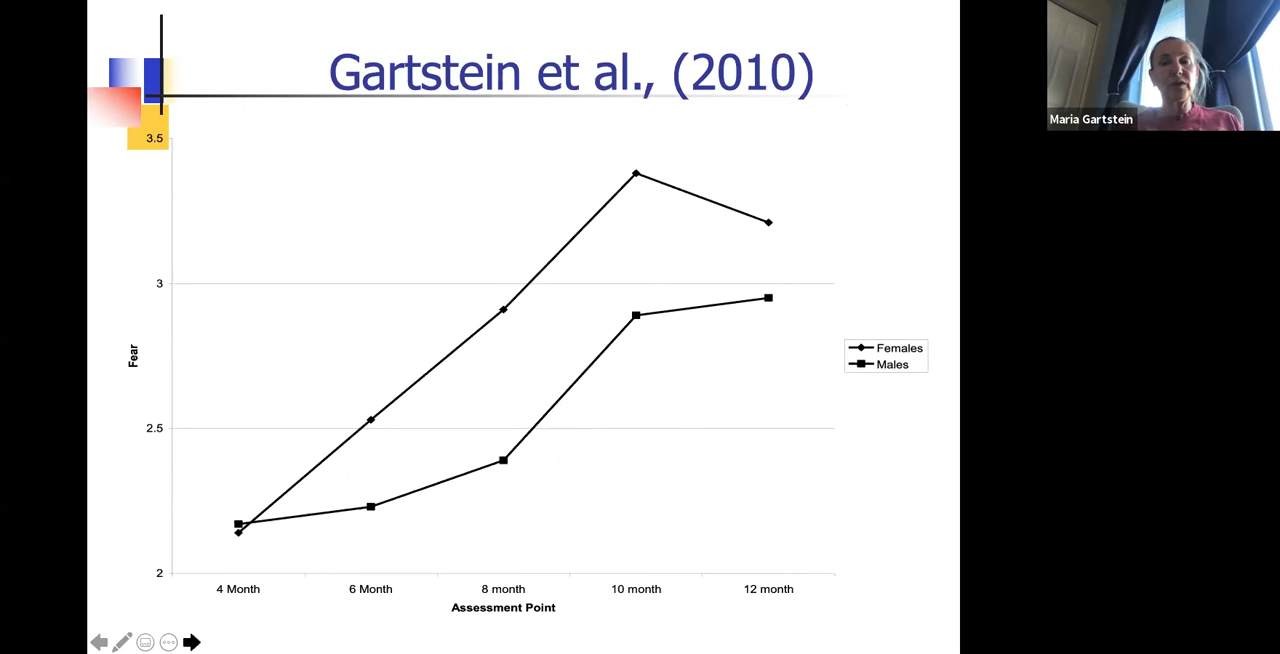 Gartstein et al., (2010)
Maria Gartstein
3.5
3
2.5
2
Fear
4 Month
6 Month
8 month
10 month
12 month
Assessment Point
Females
Males